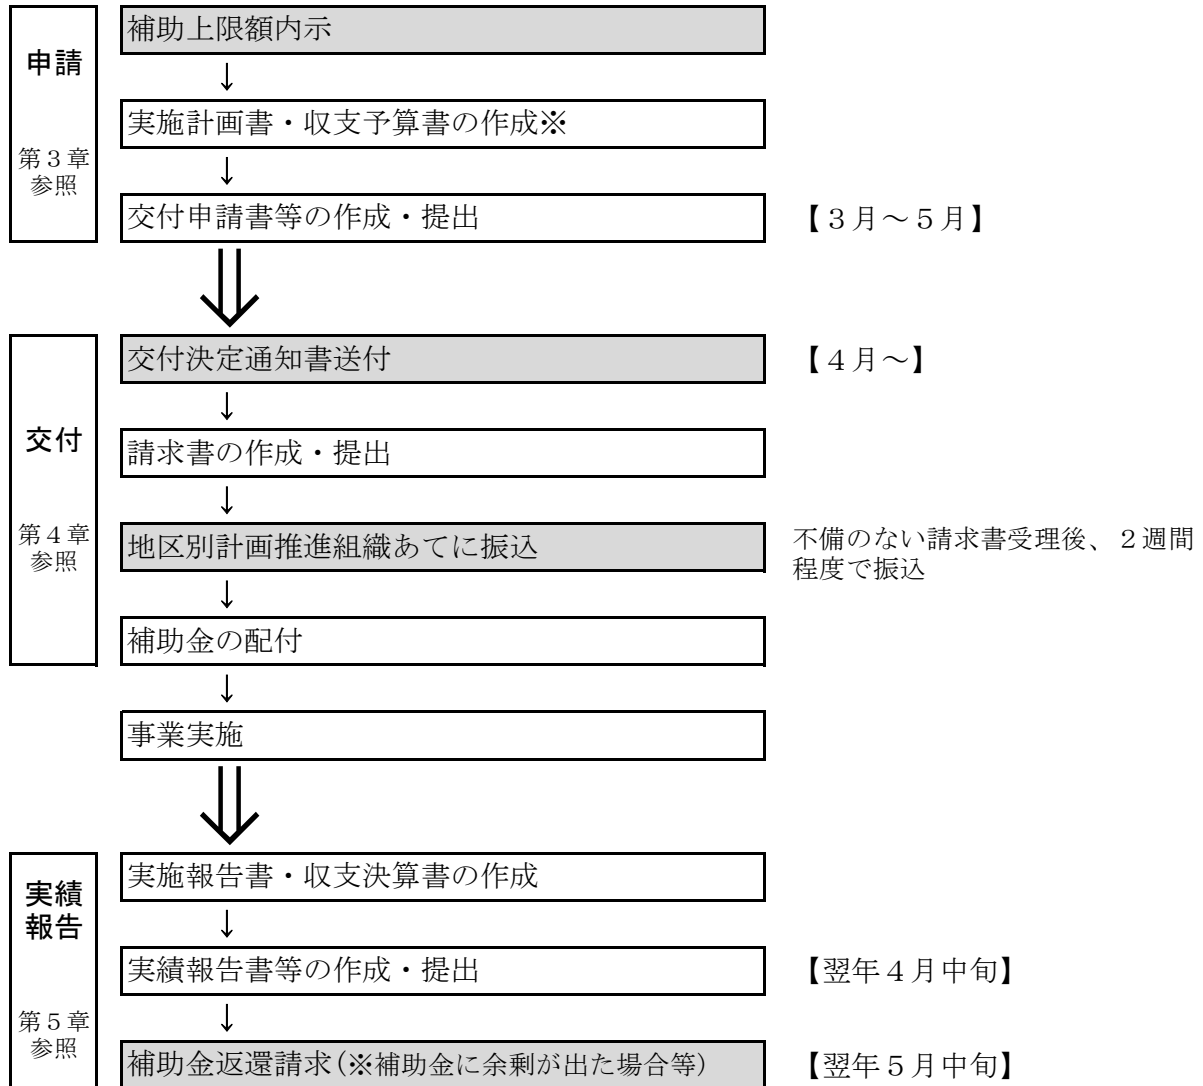 申請
第３章
参照
補助上限額内示
↓
実施計画書・収支予算書の作成※
↓
交付申請書等の作成・提出
【３月～５月】
交付
第４章
参照
交付決定通知書送付
【４月～】
↓
請求書の作成・提出
↓
地区別計画推進組織あてに振込
不備のない請求書受理後、２週間
程度で振込
↓
補助金の配付
↓
事業実施
実績
報告
第５章
参照
実施報告書・収支決算書の作成
↓
実績報告書等の作成・提出
【翌年４月中旬】
↓
補助金返還請求(※補助金に余剰が出た場合等)
【翌年５月中旬】